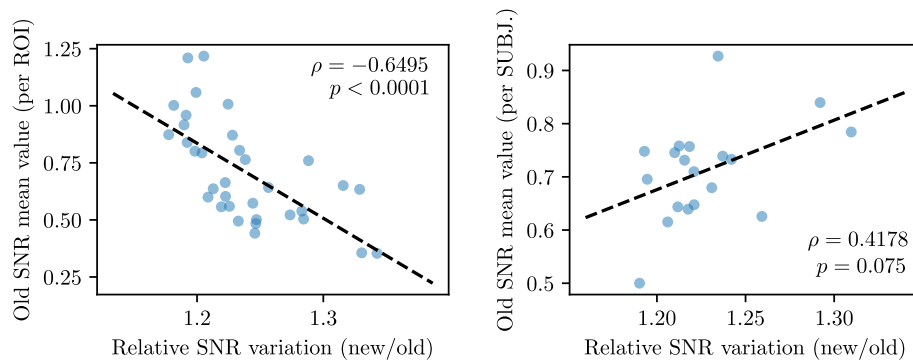 Old SNR mean value (per ROI)
1.25
1.00
0.75
0.50
0.25
ρ = −0.6495
p < 0.0001
1.2
1.3
Relative SNR variation (new/old)
Old SNR mean value (per SUBJ.)
0.9
0.8
0.7
0.6
0.5
ρ = 0.4178
p = 0.075
1.20
1.25
1.30
Relative SNR variation (new/old)